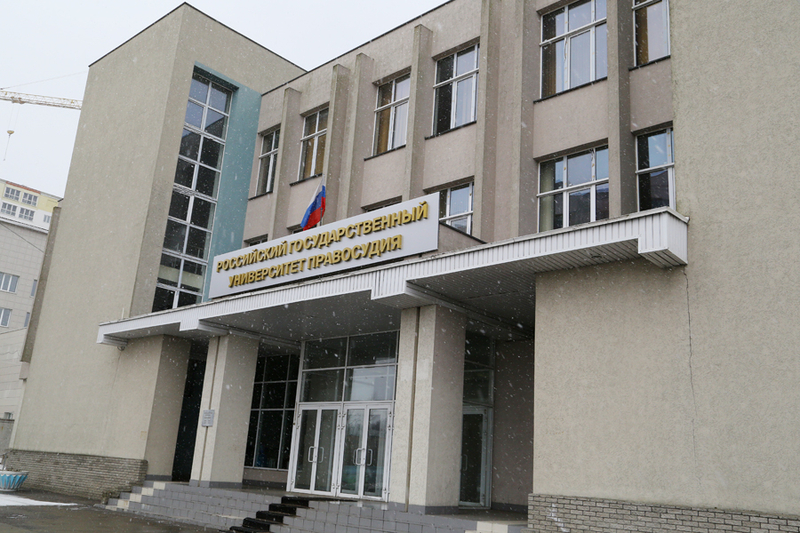 РОССИЙСКИЙ ГОСУДАРСТВЕННЫЙ
УНИВЕРСИТЕТ ПРАВОСУДИЯ